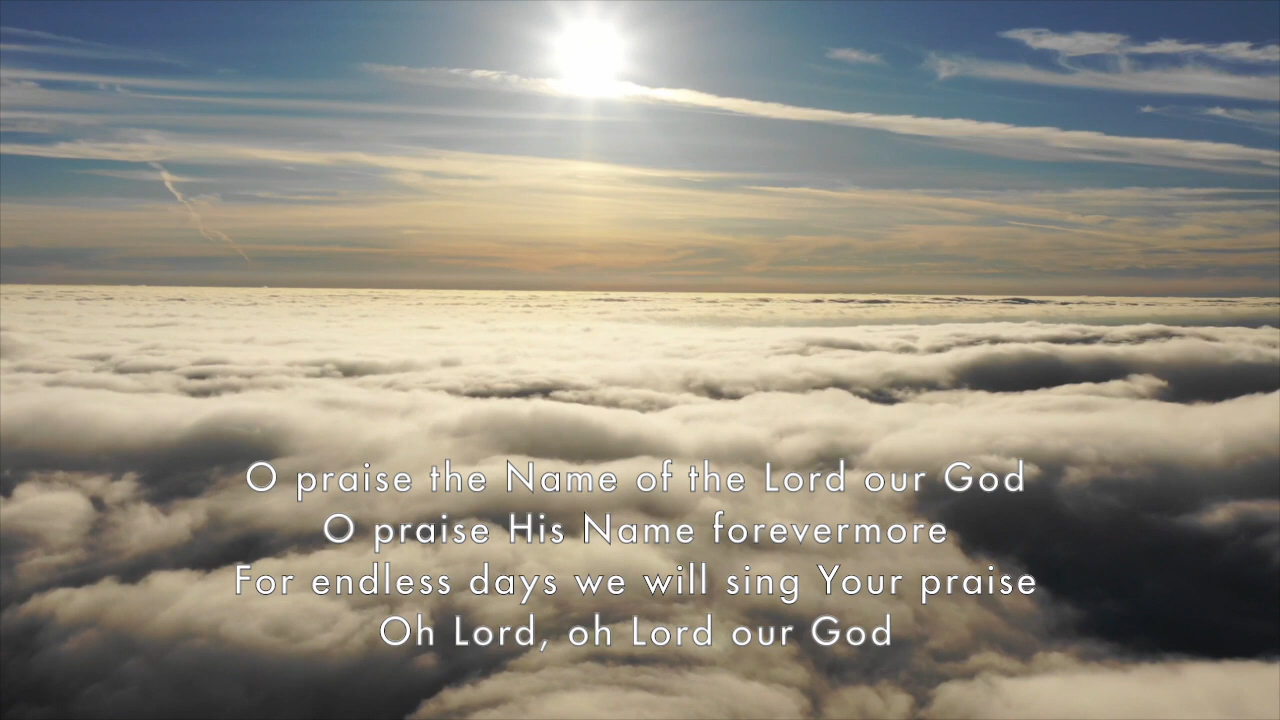 O praise the Name of the Lord our God
O praise His Name forevermore
For endless days we will sing Your praise
Oh Lord, oh Lord our God